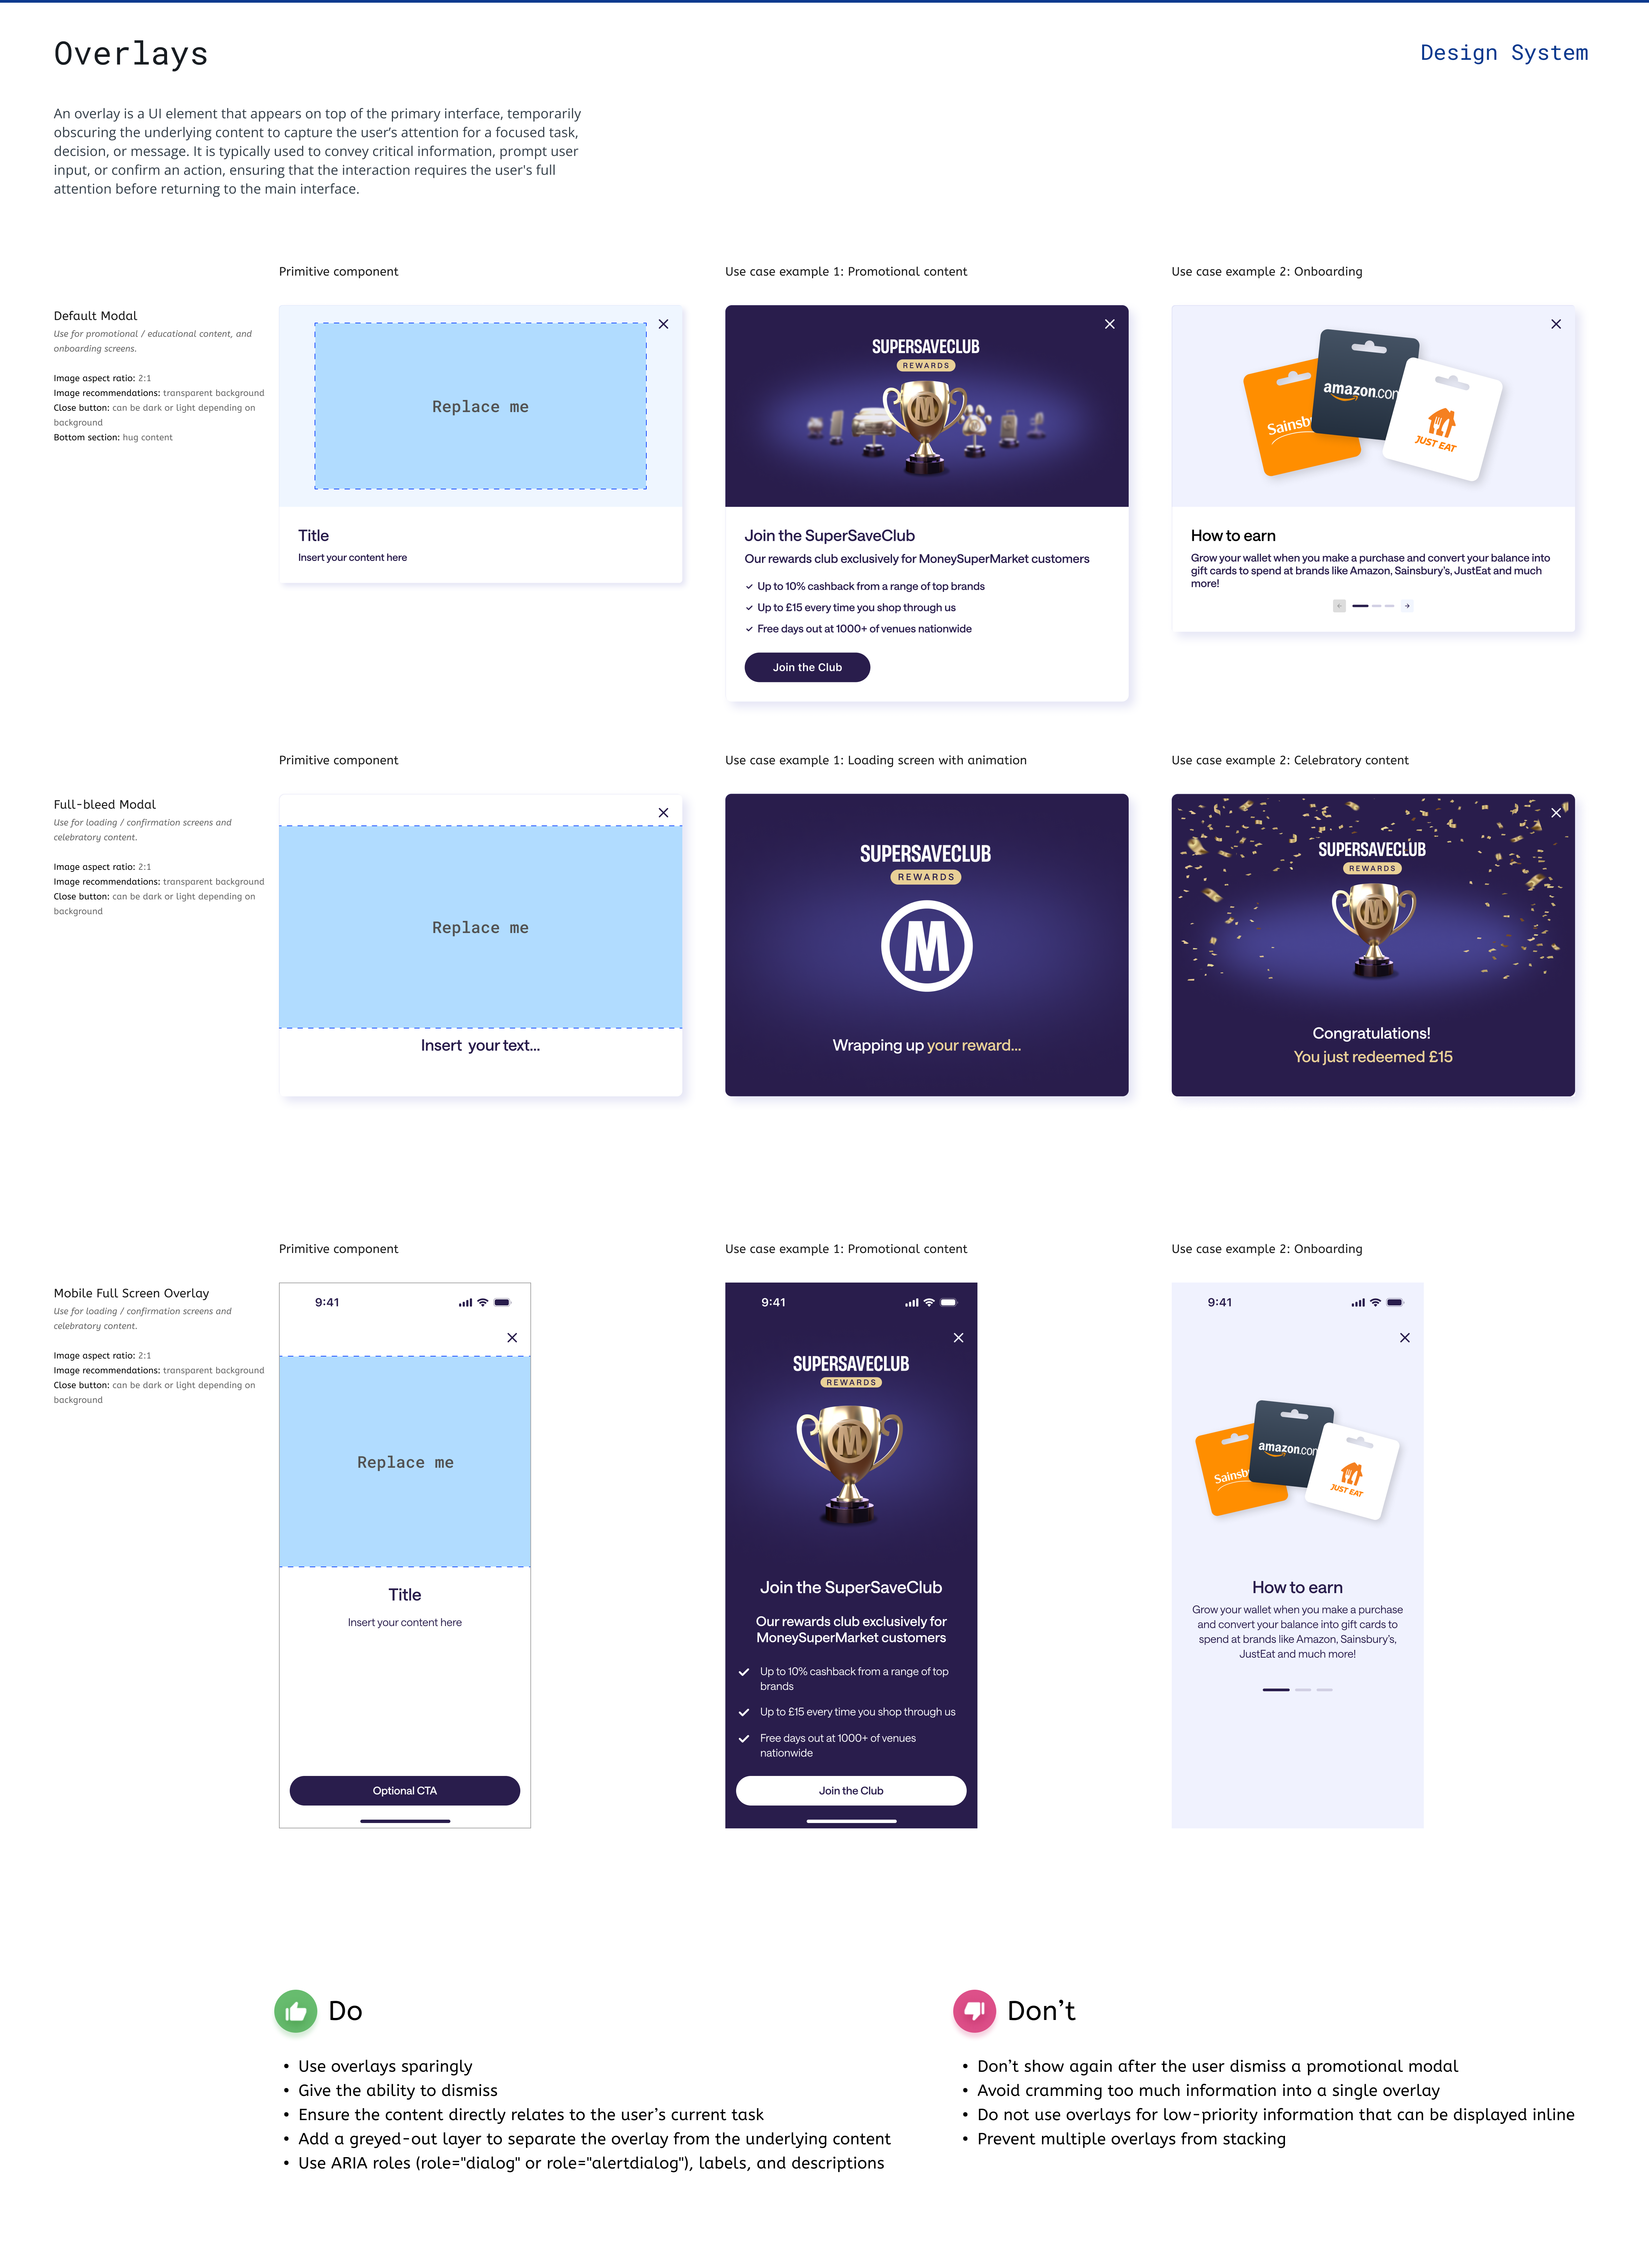 Overlays
Design System
An overlay is a UI element that appears on top of the primary interface, temporarily
obscuring the underlying content to capture the user’s attention for a focused task,
decision, or message. It is typically used to convey critical information, prompt user
input, or confirm an action, ensuring that the interaction requires the user's full
attention before returning to the main interface.
Primitive component
Use case example 1: Promotional content
Use case example 2: Onboarding
Default Modal
Use for promotional / educational content, and
onboarding screens.
Image aspect ratio: 2:1
Image recommendations: transparent background
Close button: can be dark or light depending on
background
Bottom section: hug content
Replace me
Title
Insert your content here
SUPERSAVECLUB
REWARDS
M
Join the SuperSaveClub
Our rewards club exclusively for MoneySuperMarket customers
Up to 10% cashback from a range of top brands
Up to £15 every time you shop through us
Free days out at 1000+ of venues nationwide
Join the Club
Sainsb
amazon.con
JUST EAT
How to earn
Grow your wallet when you make a purchase and convert your balance into
gift cards to spend at brands like Amazon, Sainsbury’s, JustEat and much
more!
Primitive component
Use case example 1: Loading screen with animation
Use case example 2: Celebratory content
Full-bleed Modal
Use for loading / confirmation screens and
celebratory content.
Image aspect ratio: 2:1
Image recommendations: transparent background
Close button: can be dark or light depending on
background
Replace me
Insert your text...
SUPERSAVECLUB
REWARDS
M
Wrapping up your reward...
SUPERSAVECLUB
REWARDS
M
Congratulations!
You just redeemed £15
Primitive component
Use case example 1: Promotional content
Use case example 2: Onboarding
Mobile Full Screen Overlay
Use for loading / confirmation screens and
celebratory content.
Image aspect ratio: 2:1
Image recommendations: transparent background
Close button: can be dark or light depending on
background
9:41
Replace me
Title
Insert your content here
Optional CTA
9:41
SUPERSAVECLUB
REWARDS
M
Join the SuperSaveClub
Our rewards club exclusively for
MoneySuperMarket customers
Up to 10% cashback from a range of top
brands
Up to £15 every time you shop through us
Free days out at 1000+ of venues
nationwide
Join the Club
9:41
Sainsb
amazon.con
JUST EAT
How to earn
Grow your wallet when you make a purchase
and convert your balance into gift cards to
spend at brands like Amazon, Sainsbury’s,
JustEat and much more!
Do
• Use overlays sparingly
• Give the ability to dismiss
• Ensure the content directly relates to the user’s current task
• Add a greyed-out layer to separate the overlay from the underlying content
• Use ARIA roles (role="dialog" or role="alertdialog"), labels, and descriptions
Don’t
• Don’t show again after the user dismiss a promotional modal
• Avoid cramming too much information into a single overlay
• Do not use overlays for low-priority information that can be displayed inline
• Prevent multiple overlays from stacking